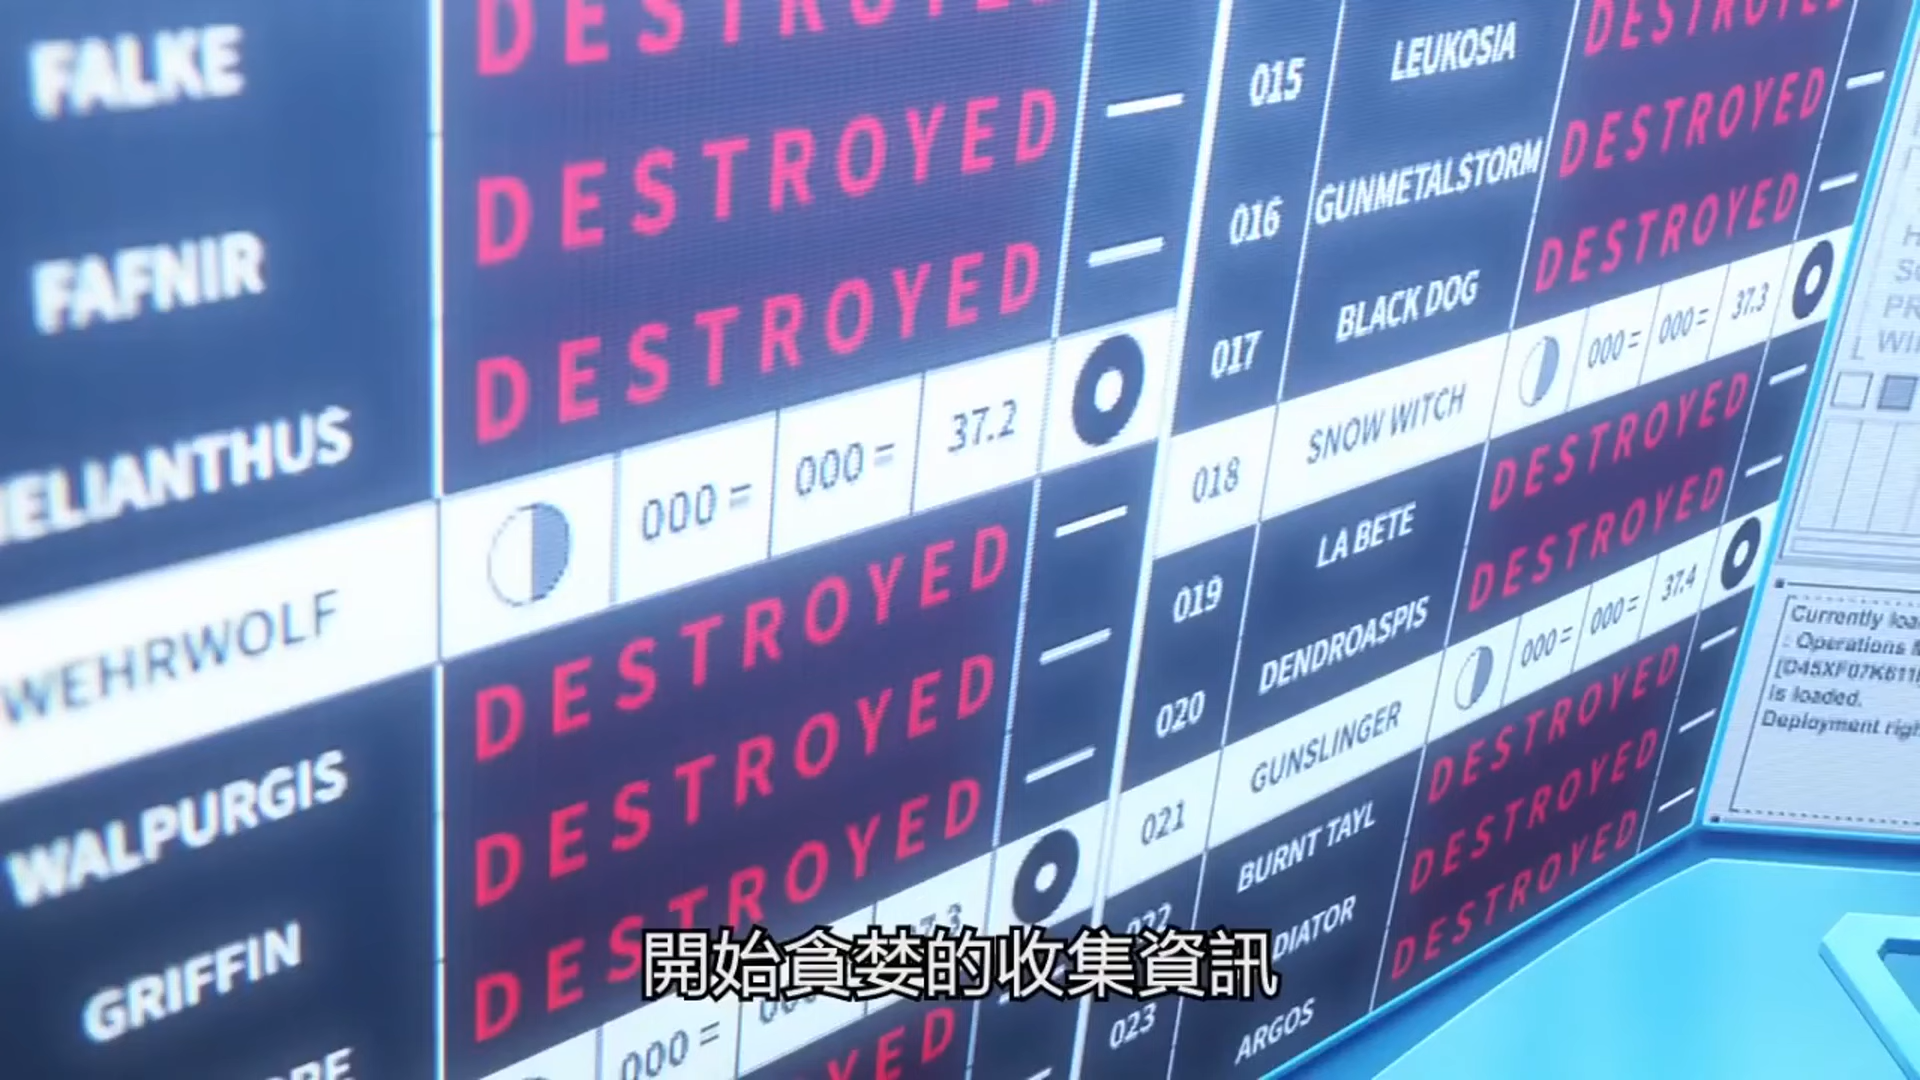 FALKE
DESTROYED
FAFNIR
DESTROYED
DESTROYED
WEHRWOLF 000 = 000 = 37.2
WALPURGIS
DESTROYED
GRIFFIN
DESTROYED
DESTROYED
000 =
015 LEUKOSIA DESTROYED
016 GUNMETALSTORM DESTROYED
017 BLACK DOG DESTROYED
018 SNOW WITCH 000 = 000 = 37.3
019 LA BETE DESTROYED
020 DENDROASPIS DESTROYED
021 GUNSLINGER 000 = 000 = 37.4
BURNT TAYL DESTROYED
DESTROYED
023 ARGOS DESTROYED
Currently
Operations
is loaded.
Deployment
開始貪婪的收集資訊